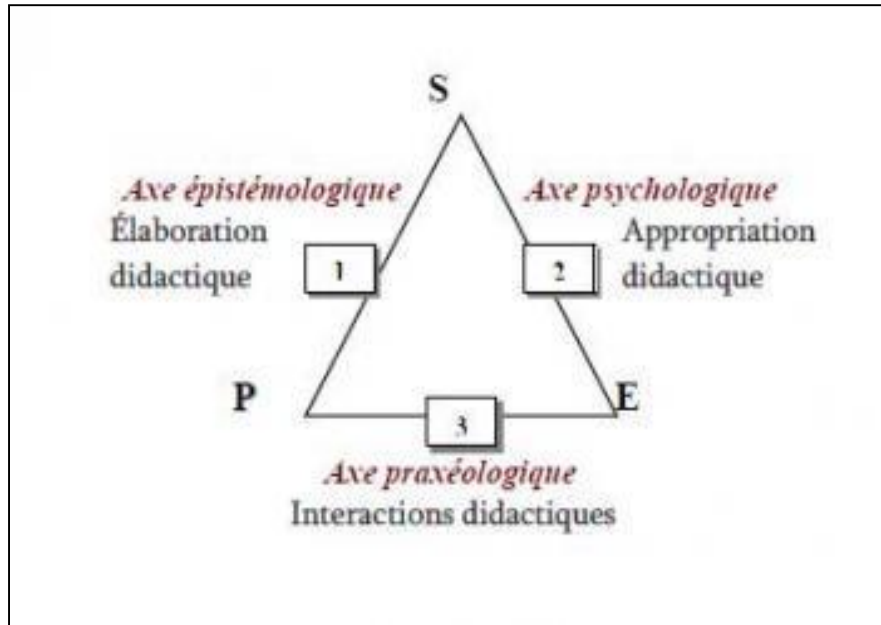 S
Axe épistémologique
Élaboration
didactique
1
Axe psychologique
Appropriation
didactique
2
P
E
3
Axe praxéologique
Interactions didactiques